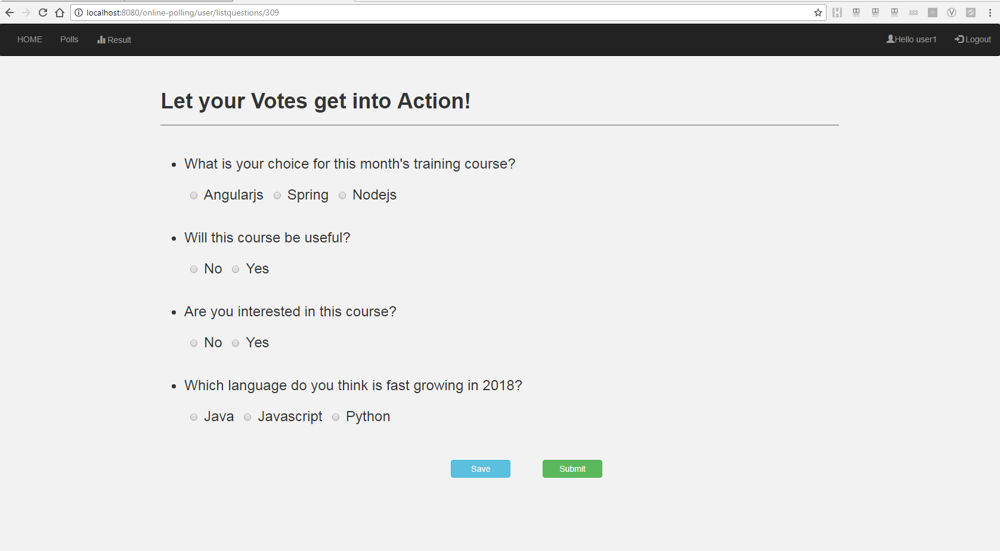 localhost:8080/online-polling/user/listquestions/309
HOME Polls Result Hello user1 Logout
Let your Votes get into Action!
What is your choice for this month's training course?
Angularjs Spring Nodejs
Will this course be useful?
No Yes
Are you interested in this course?
No Yes
Which language do you think is fast growing in 2018?
Java Javascript Python
Save Submit